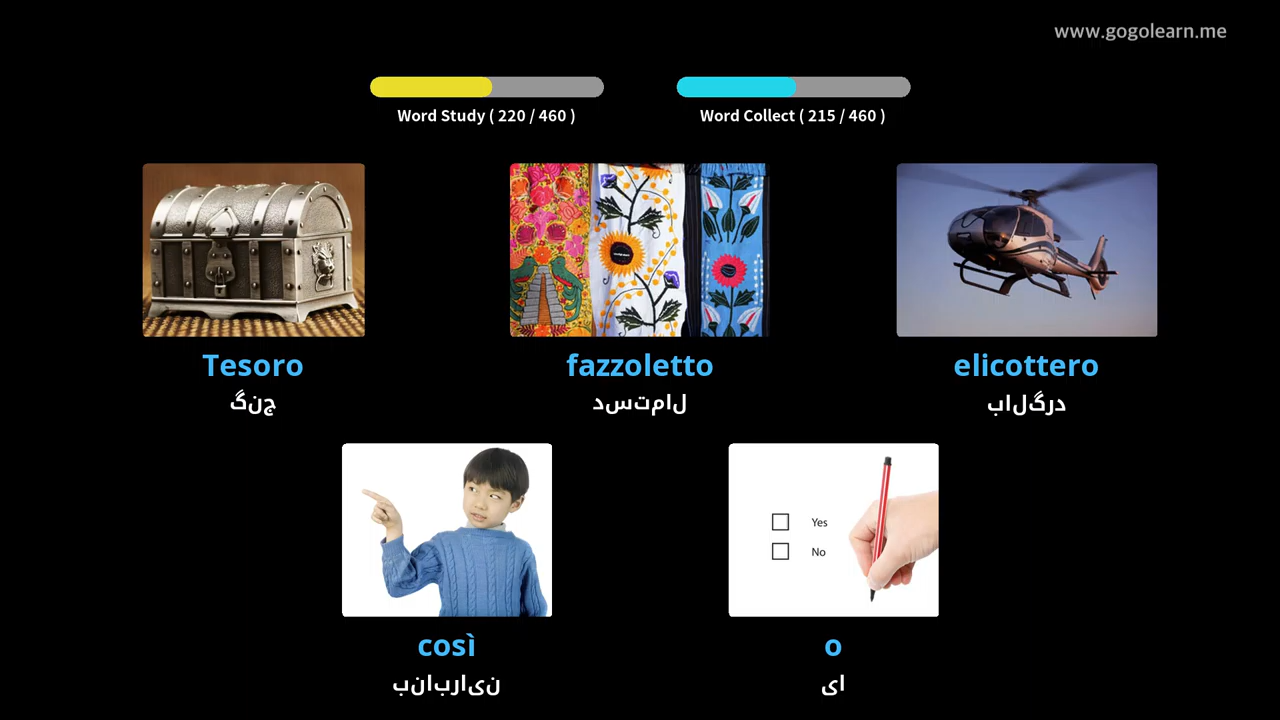 www.gogolearn.me
Word Study ( 220 / 460 )
Word Collect ( 215 / 460 )
Tesoro
گنج
fazzoletto
دستمال
elicottero
بالگرد
Yes
No
così
بنابراین
o
یا